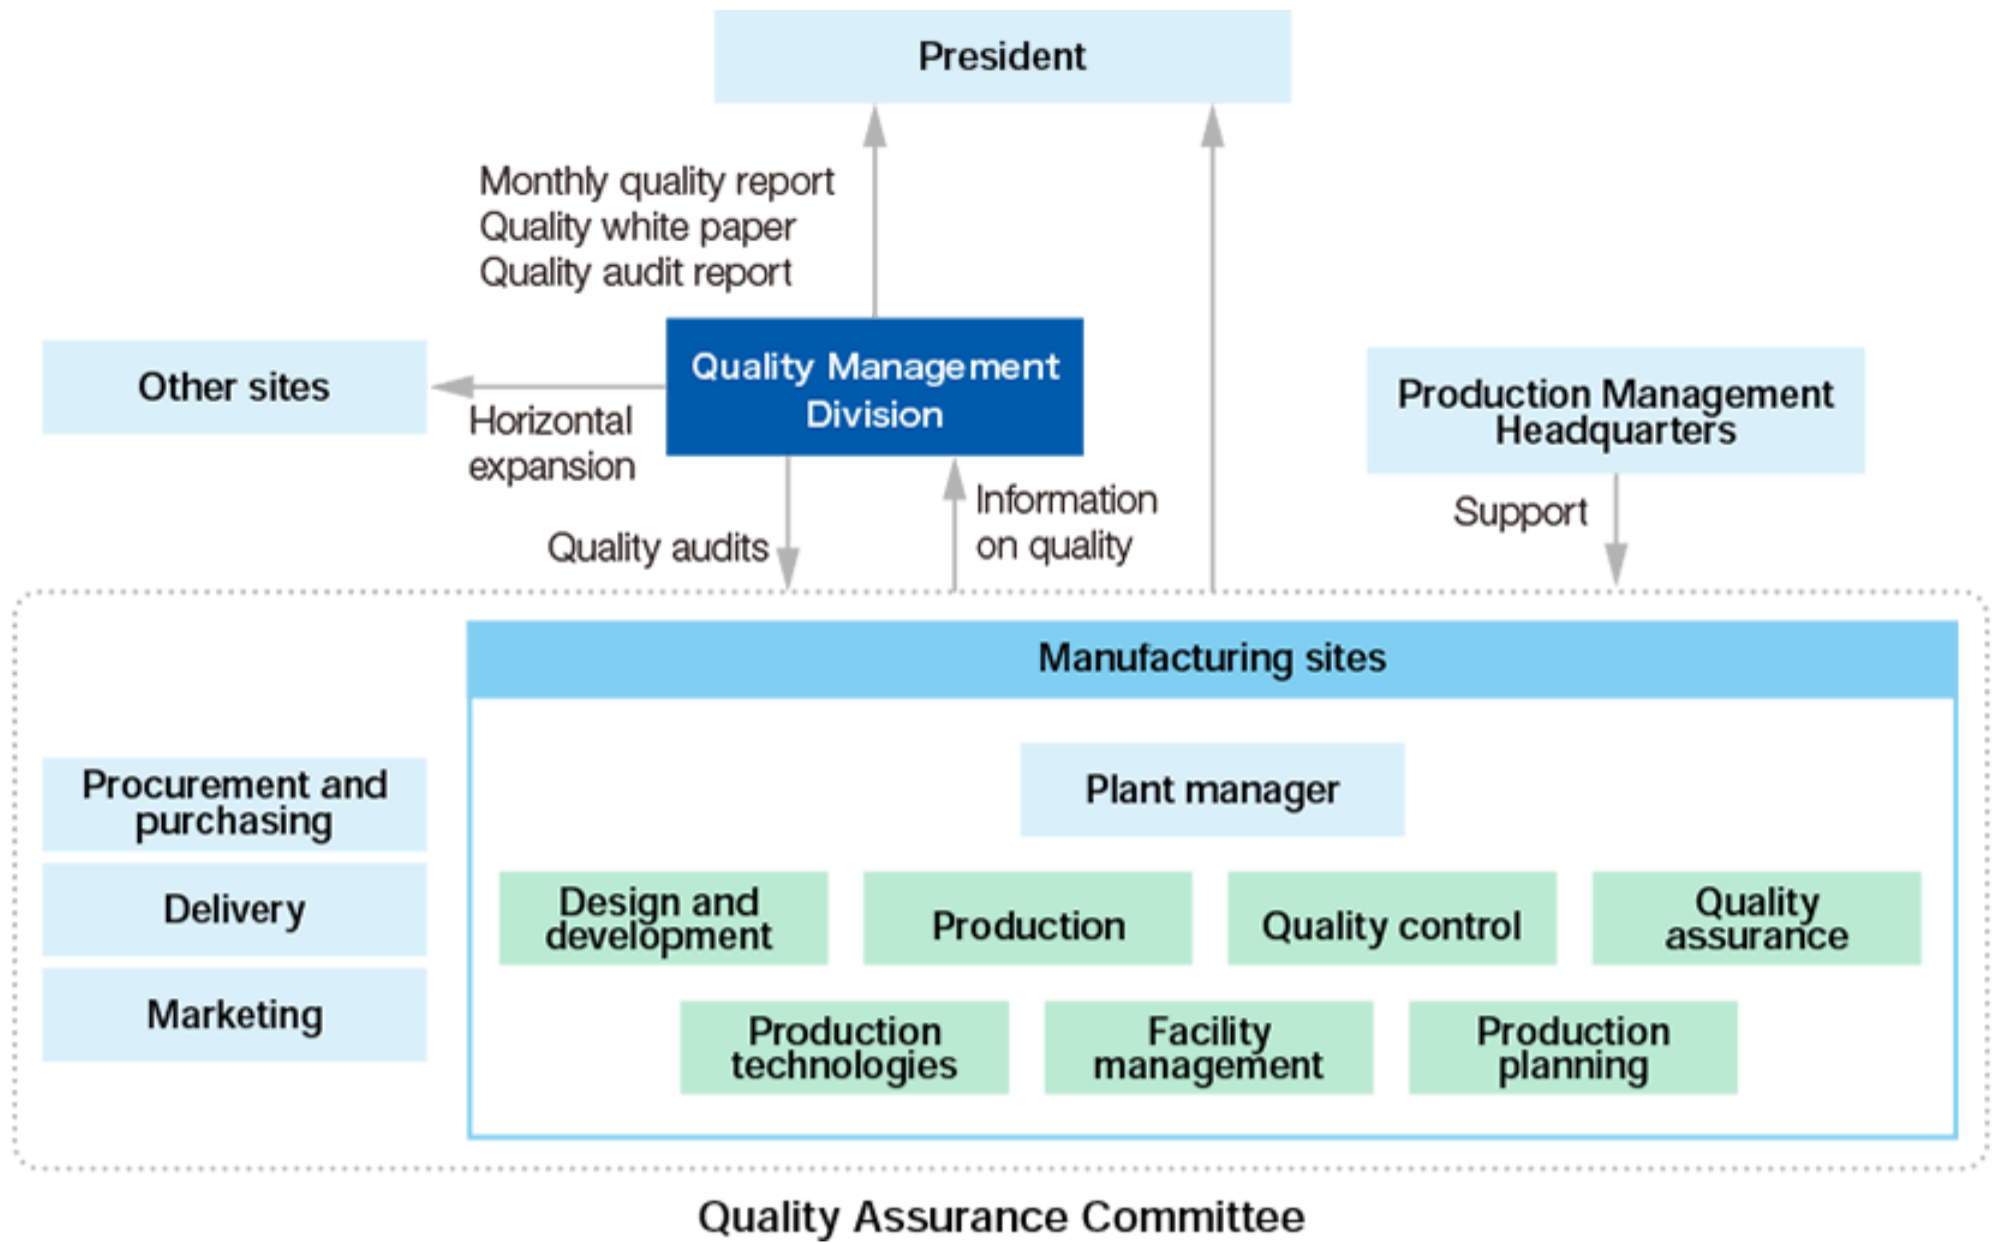 President
Monthly quality report
Quality white paper
Quality audit report
Other sites
Quality Management
Division
Production Management
Headquarters
Horizontal
expansion
Information
on quality
Support
Quality audits
Manufacturing sites
Procurement and
purchasing
Delivery
Marketing
Plant manager
Design and
development
Production
Quality control
Quality
assurance
Production
technologies
Facility
management
Production
planning
Quality Assurance Committee